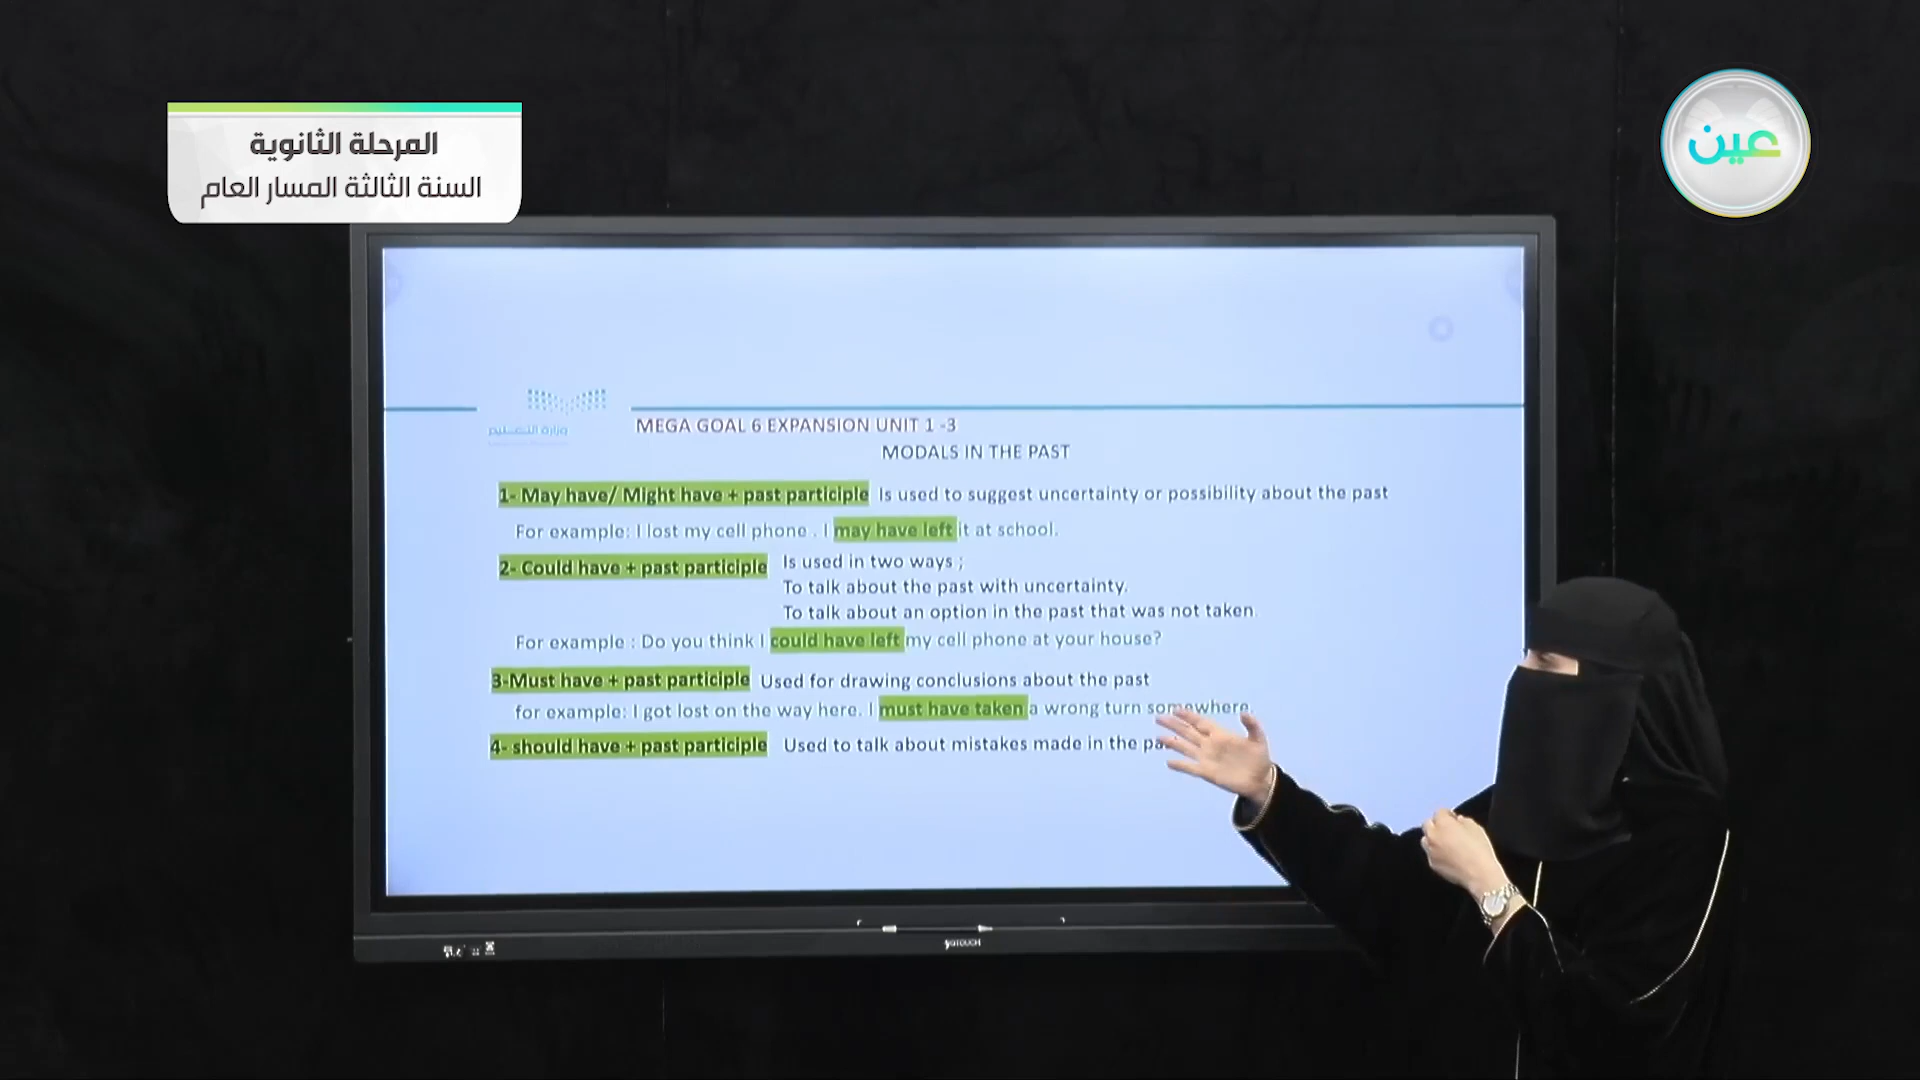 المرحلة الثانوية
السنة الثالثة المسار العام
عين
وزارة التعليم
MEGA GOAL 6 EXPANSION UNIT 1 -3
MODALS IN THE PAST
1- May have/ Might have + past participle Is used to suggest uncertainty or possibility about the past
For example: I lost my cell phone . I may have left it at school.
2- Could have + past participle Is used in two ways ;
To talk about the past with uncertainty.
To talk about an option in the past that was not taken.
For example : Do you think I could have left my cell phone at your house?
3-Must have + past participle Used for drawing conclusions about the past
for example: I got lost on the way here. I must have taken a wrong turn somewhere.
4- should have + past participle Used to talk about mistakes made in the pa